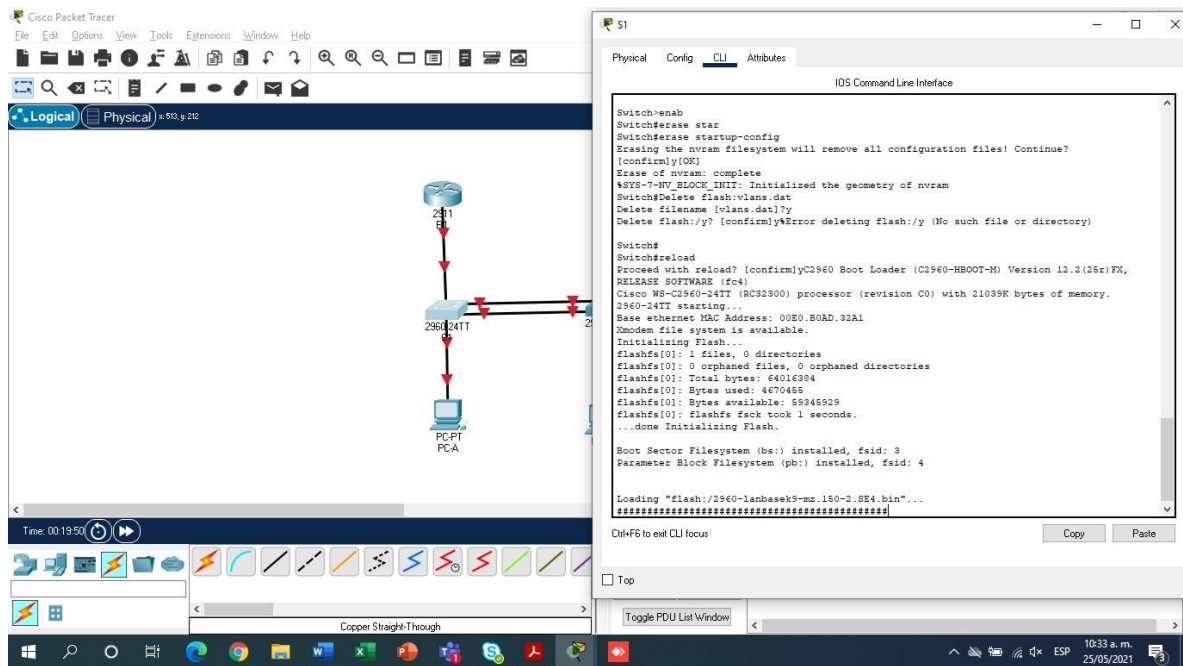 Cisco Packet Tracer
File Edit Options View Tools Extensions Window Help
Logical Physical x: 513, y: 212
2911
2960-24TT
PC-PT
PC-A
Time: 00:19:50
Copper Straight-Through
S1
Physical Config CLI Attributes
IOS Command Line Interface
Switch>enab
Switch#erase star
Switch#erase startup-config
Erasing the nvram filesystem will remove all configuration files! Continue?
[confirm]y[OK]
Erase of nvram: complete
%SYS-7-NV_BLOCK_INIT: Initialized the geometry of nvram
Switch#Delete flash:vlans.dat
Delete filename [vlans.dat]?y
Delete flash:/y? [confirm]y%Error deleting flash:/y (No such file or directory)
Switch#
Switch#reload
Proceed with reload? [confirm]yC2960 Boot Loader (C2960-HBOOT-M) Version 12.2(25r)FX,
RELEASE SOFTWARE (fc4)
Cisco WS-C2960-24TT (RC32300) processor (revision C0) with 21039K bytes of memory.
2960-24TT starting...
Base ethernet MAC Address: 00E0.B0AD.32A1
Xmodem file system is available.
Initializing Flash...
flashfs[0]: 1 files, 0 directories
flashfs[0]: 0 orphaned files, 0 orphaned directories
flashfs[0]: Total bytes: 64016384
flashfs[0]: Bytes used: 4670455
flashfs[0]: Bytes available: 59345929
flashfs[0]: flashfs fsck took 1 seconds.
...done Initializing Flash.
Boot Sector Filesystem (bs:) installed, fsid: 3
Parameter Block Filesystem (pb:) installed, fsid: 4
Loading "flash:/2960-lanbasek9-mz.150-2.SE4.bin"...
##############################################
Ctrl+F6 to exit CLI focus
Copy Paste
Top
Toggle PDU List Window
ESP
10:33 a. m.
25/05/2021